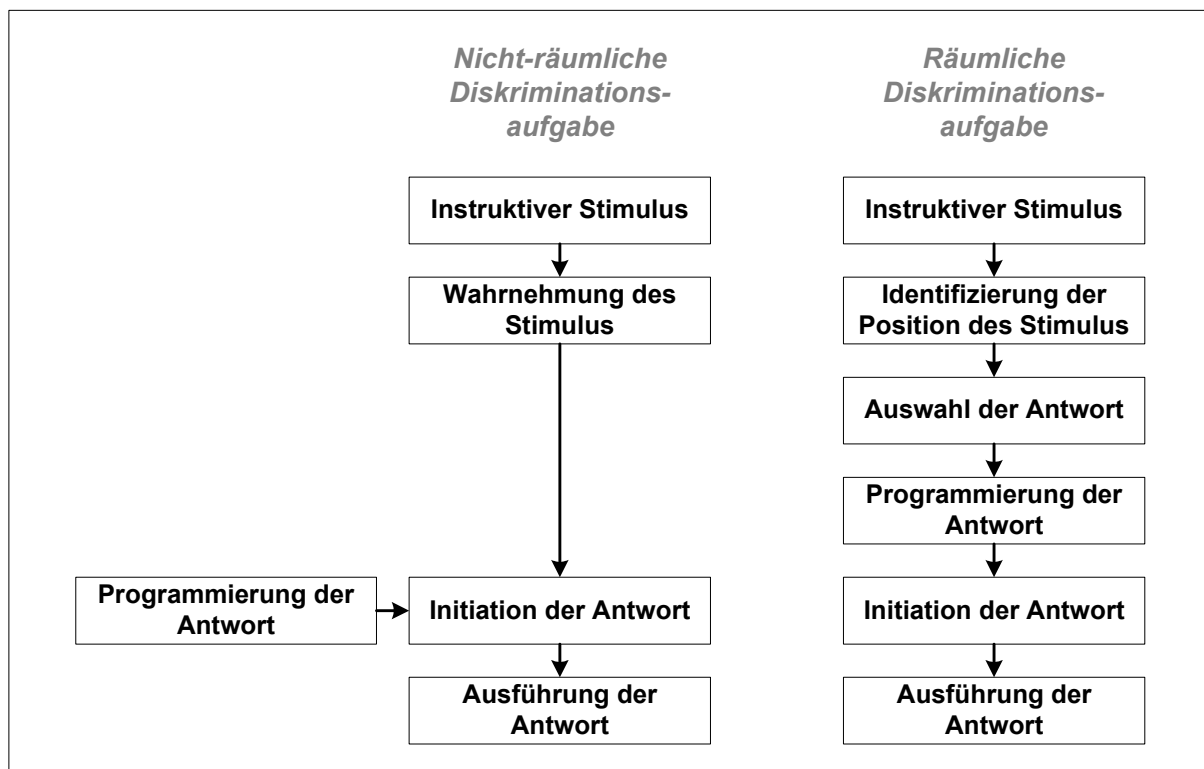 Nicht-räumliche
Diskriminations-
aufgabe
Räumliche
Diskriminations-
aufgabe
Instruktiver Stimulus
Wahrnehmung des
Stimulus
Programmierung der
Antwort
Initiation der Antwort
Ausführung der
Antwort
Instruktiver Stimulus
Identifizierung der
Position des Stimulus
Auswahl der Antwort
Programmierung der
Antwort
Initiation der Antwort
Ausführung der
Antwort